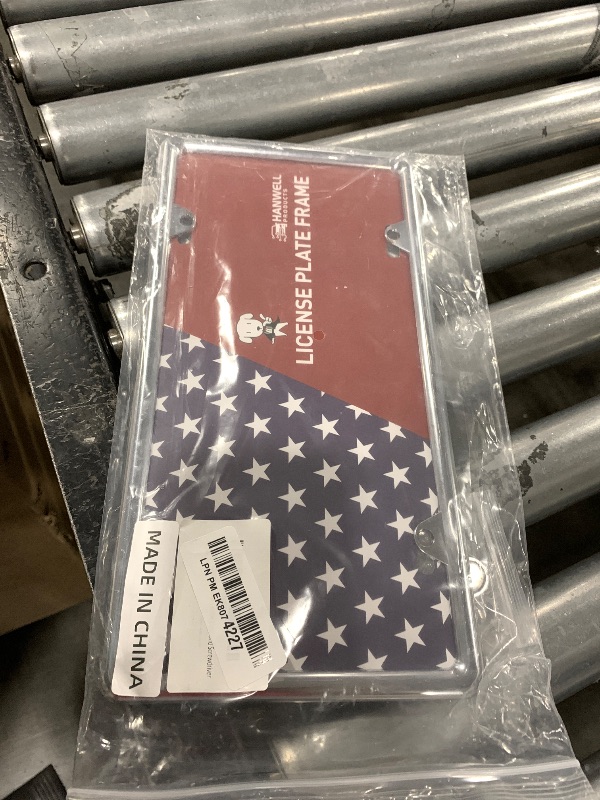 HANWELL
PRODUCTS
LICENSE PLATE FRAME
MADE IN CHINA
LPN PM EK807 4227